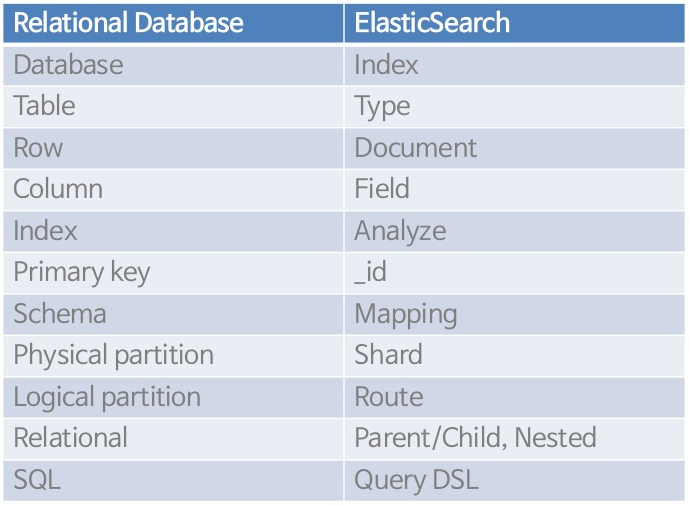 Relational Database ElasticSearch
Database Index
Table Type
Row Document
Column Field
Index Analyze
Primary key _id
Schema Mapping
Physical partition Shard
Logical partition Route
Relational Parent/Child, Nested
SQL Query DSL